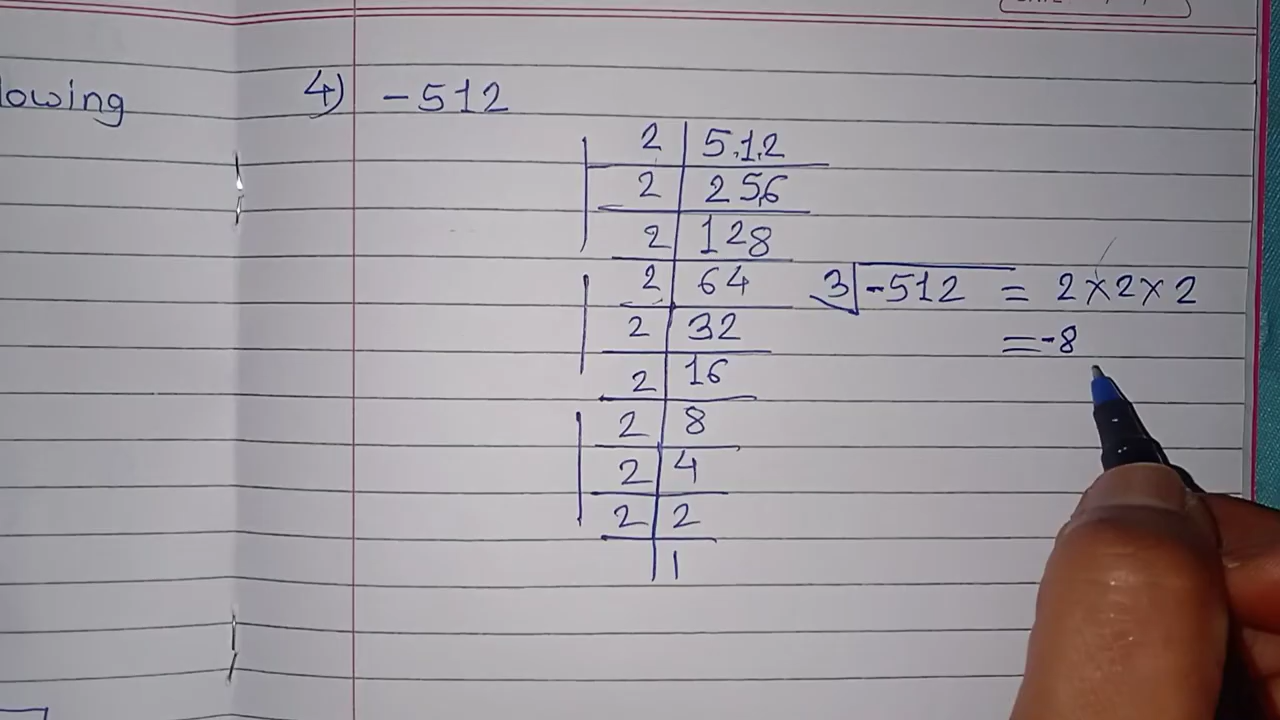 lowing
4) -512
2 | 512
2 | 256
2 | 128
2 | 64
2 | 32
2 | 16
2 | 8
2 | 4
2 | 2
| 1
3√-512 = 2×2×2
=-8